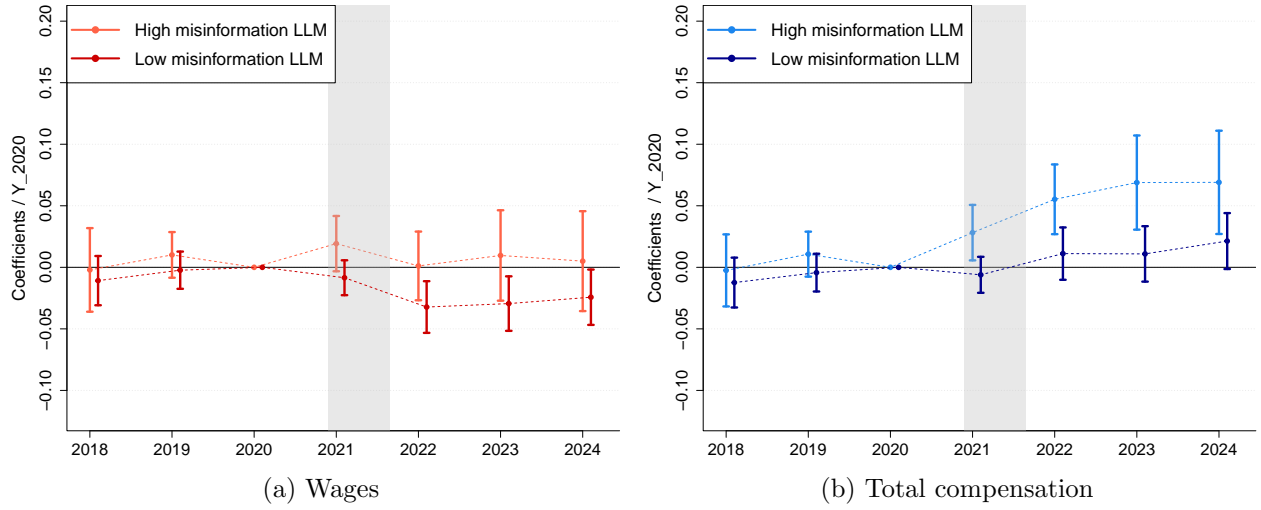 High misinformation LLM
Low misinformation LLM
Coefficients / Y_2020
0.20
0.15
0.10
0.05
0.00
−0.05
−0.10
2018 2019 2020 2021 2022 2023 2024
(a) Wages
High misinformation LLM
Low misinformation LLM
Coefficients / Y_2020
0.20
0.15
0.10
0.05
0.00
−0.05
−0.10
2018 2019 2020 2021 2022 2023 2024
(b) Total compensation